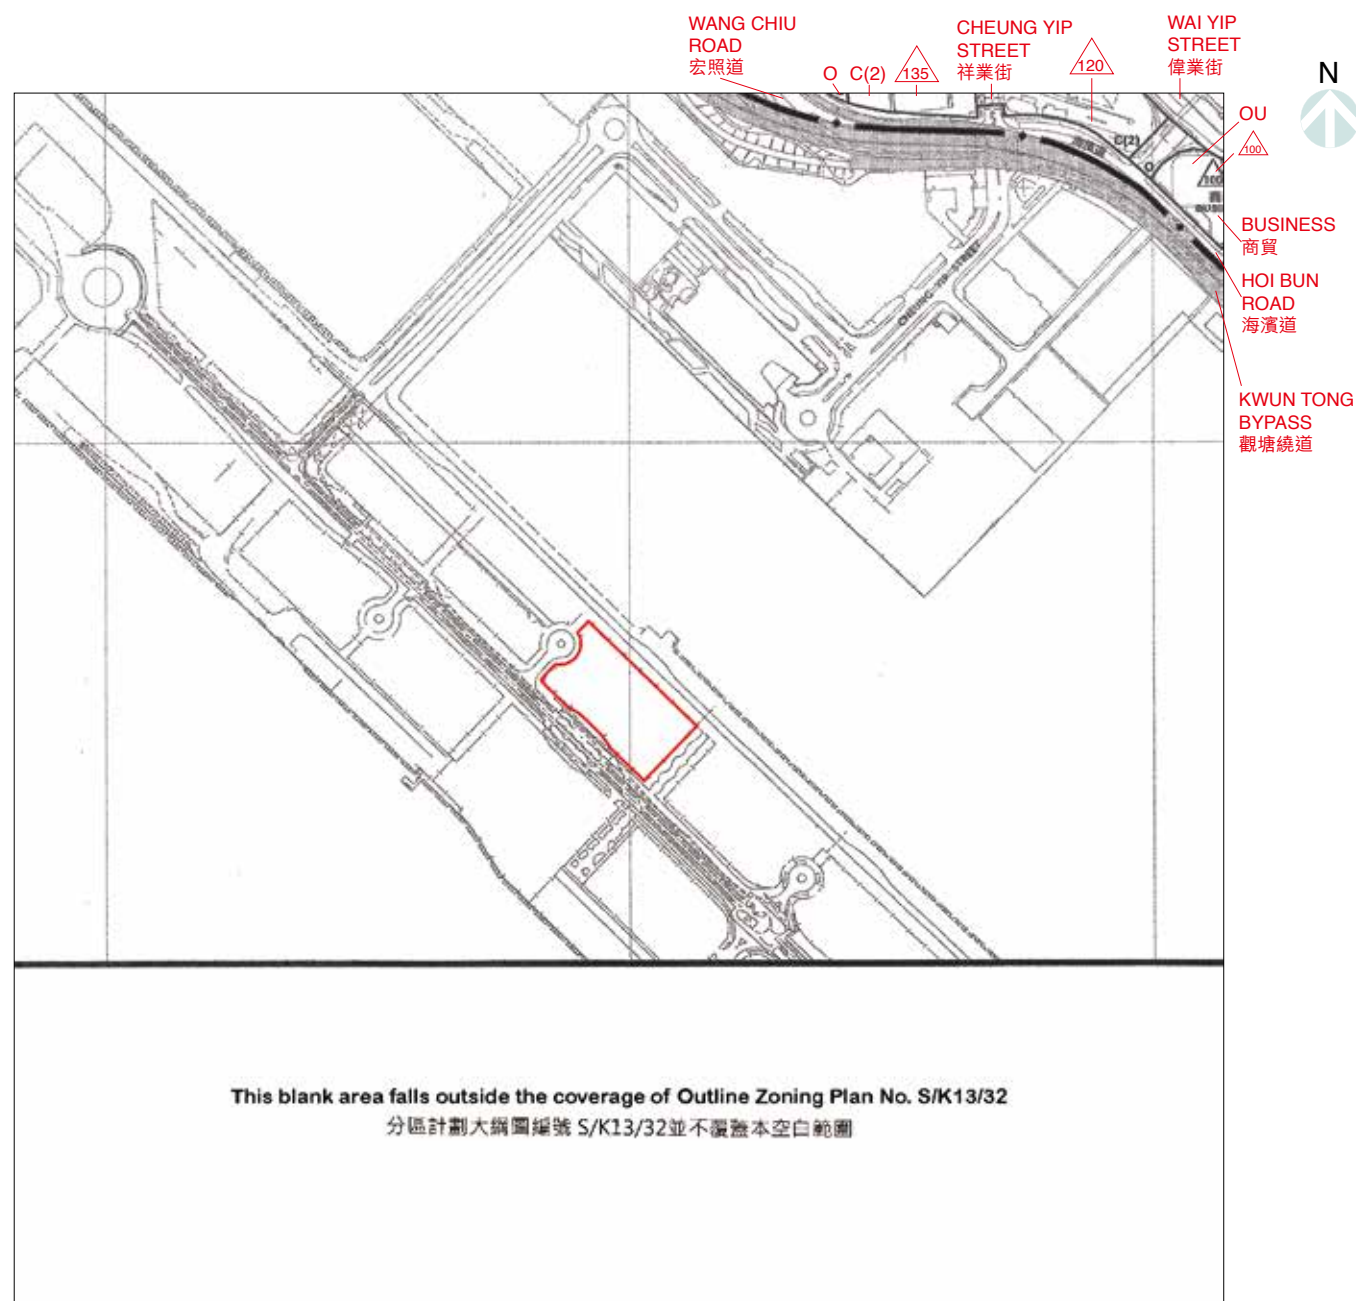 WANG CHIU
ROAD
宏照道
O
C(2)
135
CHEUNG YIP
STREET
祥業街
120
WAI YIP
STREET
偉業街
N
OU
100
BUSINESS
商貿
HOI BUN
ROAD
海濱道
KWUN TONG
BYPASS
觀塘繞道
C(2)
O
100
CHEUNG YIP STREET
This blank area falls outside the coverage of Outline Zoning Plan No. S/K13/32
分區計劃大綱圖編號 S/K13/32並不覆蓋本空白範圍